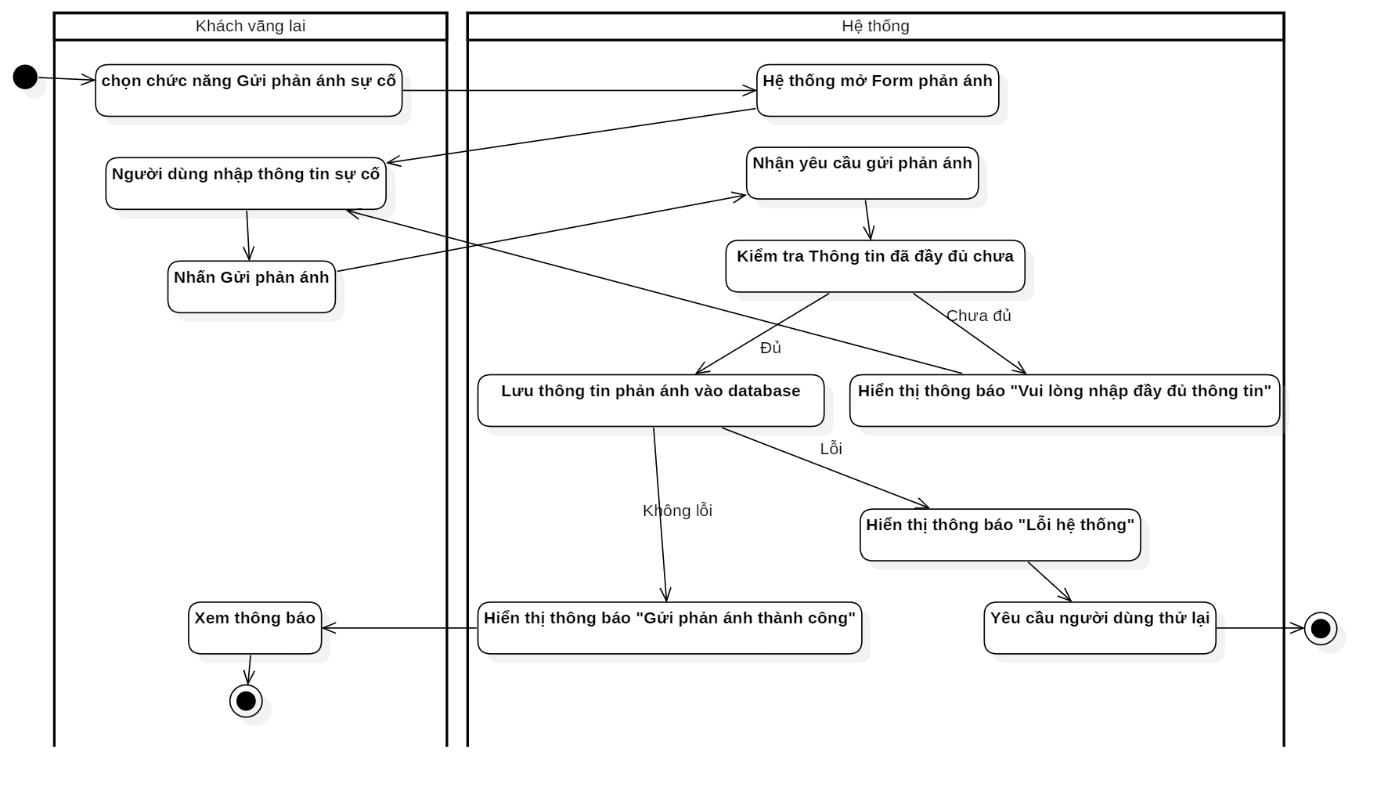 Khách vãng lai
Hệ thống
chọn chức năng Gửi phản ánh sự cố
Hệ thống mở Form phản ánh
Người dùng nhập thông tin sự cố
Nhận yêu cầu gửi phản ánh
Nhấn Gửi phản ánh
Kiểm tra Thông tin đã đầy đủ chưa
Chưa đủ
Đủ
Lưu thông tin phản ánh vào database
Hiển thị thông báo "Vui lòng nhập đầy đủ thông tin"
Lỗi
Không lỗi
Hiển thị thông báo "Lỗi hệ thống"
Xem thông báo
Hiển thị thông báo "Gửi phản ánh thành công"
Yêu cầu người dùng thử lại